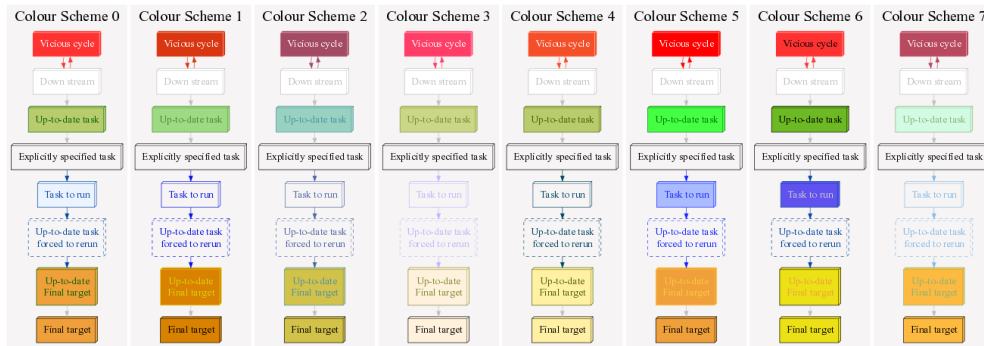 Colour Scheme 0
Vicious cycle
Down stream
Up-to-date task
Explicitly specified task
Task to run
Up-to-date task
forced to rerun
Up-to-date
Final target
Final target
Colour Scheme 1
Vicious cycle
Down stream
Up-to-date task
Explicitly specified task
Task to run
Up-to-date task
forced to rerun
Up-to-date
Final target
Final target
Colour Scheme 2
Vicious cycle
Down stream
Up-to-date task
Explicitly specified task
Task to run
Up-to-date task
forced to rerun
Up-to-date
Final target
Final target
Colour Scheme 3
Vicious cycle
Down stream
Up-to-date task
Explicitly specified task
Task to run
Up-to-date task
forced to rerun
Up-to-date
Final target
Final target
Colour Scheme 4
Vicious cycle
Down stream
Up-to-date task
Explicitly specified task
Task to run
Up-to-date task
forced to rerun
Up-to-date
Final target
Final target
Colour Scheme 5
Vicious cycle
Down stream
Up-to-date task
Explicitly specified task
Task to run
Up-to-date task
forced to rerun
Up-to-date
Final target
Final target
Colour Scheme 6
Vicious cycle
Down stream
Up-to-date task
Explicitly specified task
Task to run
Up-to-date task
forced to rerun
Up-to-date
Final target
Final target
Colour Scheme 7
Vicious cycle
Down stream
Up-to-date task
Explicitly specified task
Task to run
Up-to-date task
forced to rerun
Up-to-date
Final target
Final target